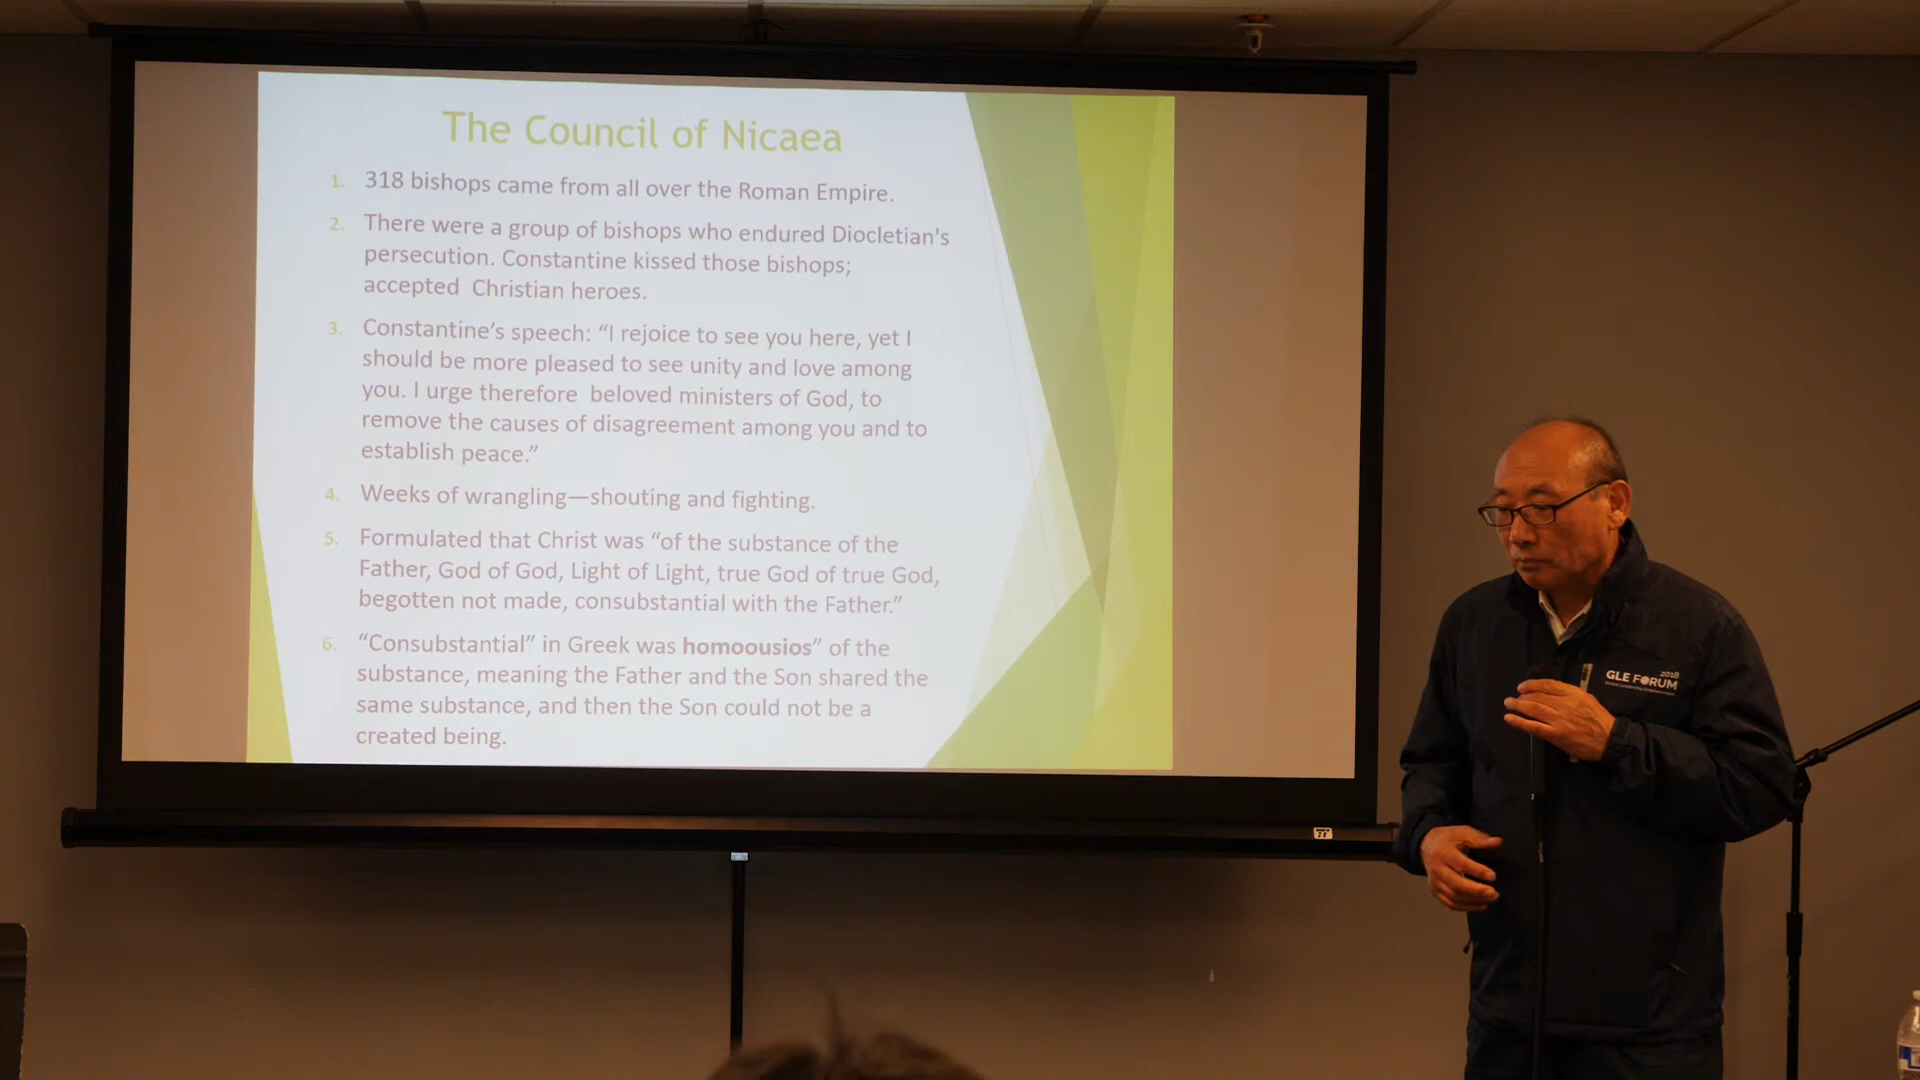 The Council of Nicaea
1. 318 bishops came from all over the Roman Empire.
2. There were a group of bishops who endured Diocletian's
persecution. Constantine kissed those bishops;
accepted Christian heroes.
3. Constantine's speech: “I rejoice to see you here, yet I
should be more pleased to see unity and love among
you. I urge therefore beloved ministers of God, to
remove the causes of disagreement among you and to
establish peace.”
4. Weeks of wrangling—shouting and fighting.
5. Formulated that Christ was “of the substance of the
Father, God of God, Light of Light, true God of true God,
begotten not made, consubstantial with the Father.”
6. “Consubstantial” in Greek was homoousios” of the
substance, meaning the Father and the Son shared the
same substance, and then the Son could not be a
created being.
2018
GLE FORUM